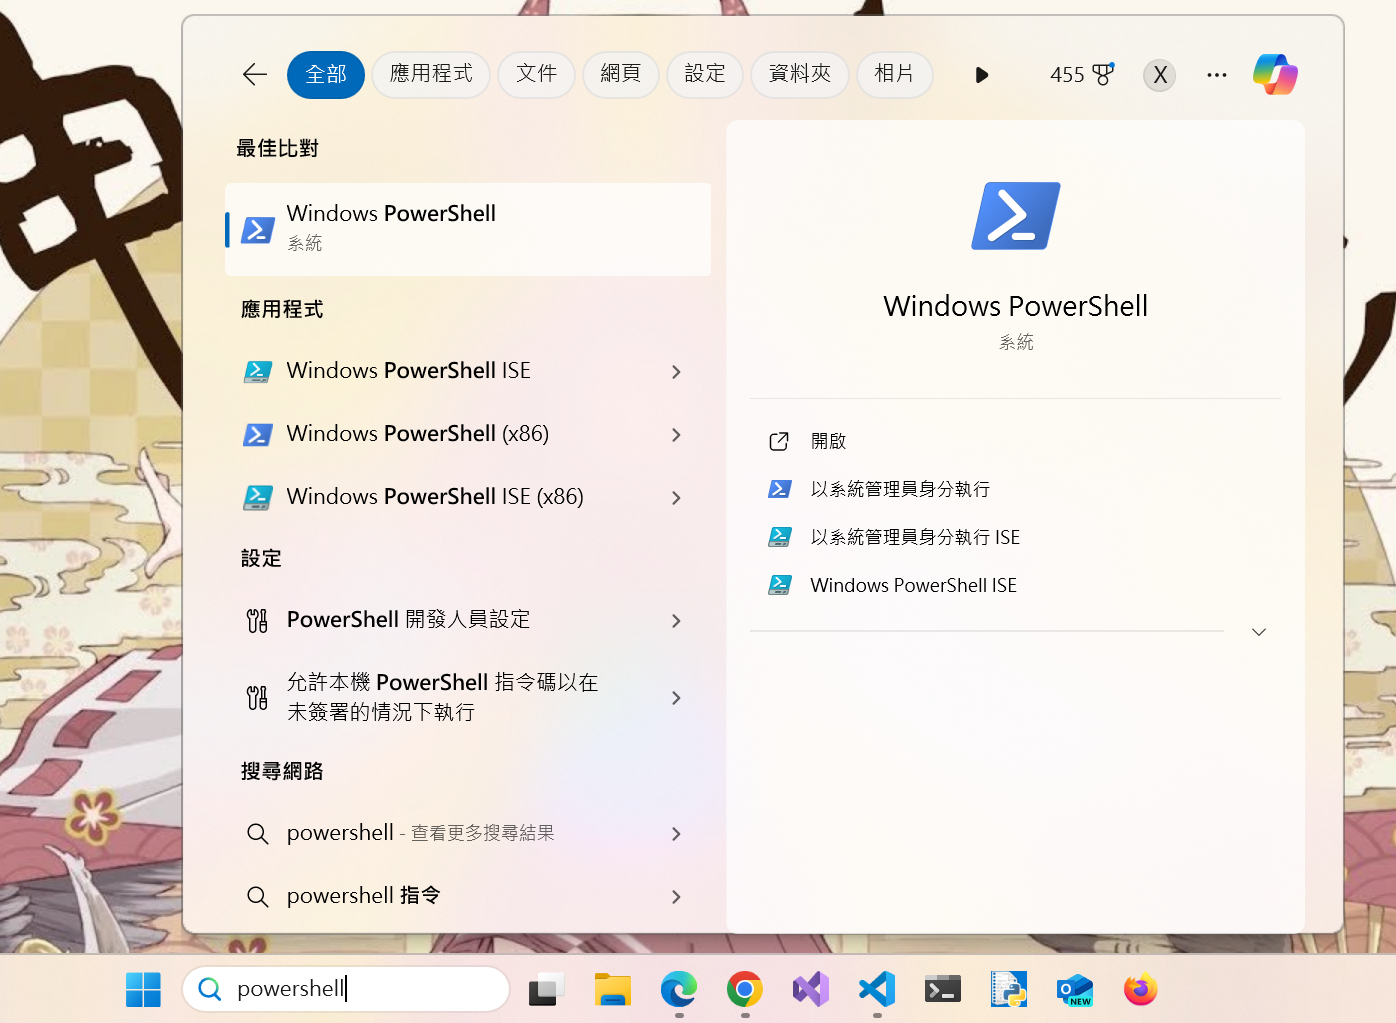 全部 應用程式 文件 網頁 設定 資料夾 相片 455 X
最佳比對
Windows PowerShell
系統
應用程式
Windows PowerShell ISE
Windows PowerShell (x86)
Windows PowerShell ISE (x86)
設定
PowerShell 開發人員設定
允許本機 PowerShell 指令碼以在
未簽署的情況下執行
搜尋網路
powershell - 查看更多搜尋結果
powershell 指令
Windows PowerShell
系統
開啟
以系統管理員身分執行
以系統管理員身分執行 ISE
Windows PowerShell ISE
powershell
NEW